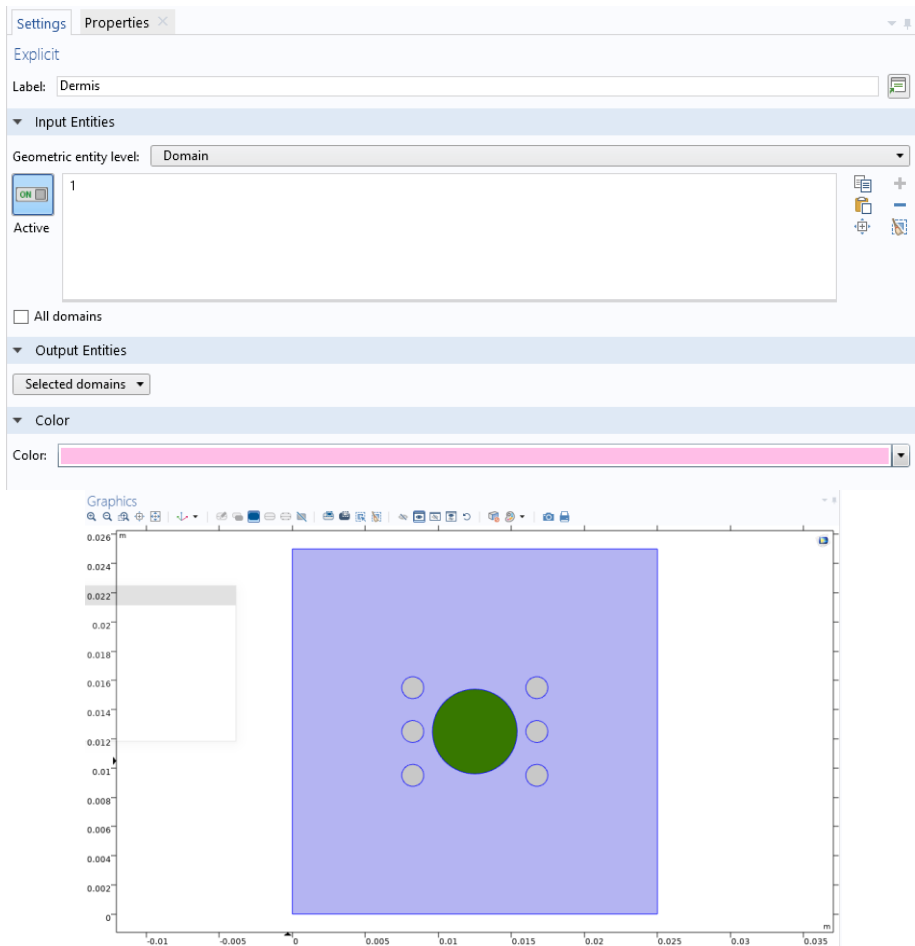 Settings Properties
Explicit
Label: Dermis
Input Entities
Geometric entity level: Domain
ON
1
Active
All domains
Output Entities
Selected domains
Color
Color:
Graphics
0.026
m
0.024
0.022
0.02
0.018
0.016
0.014
0.012
0.01
0.008
0.006
0.004
0.002
0
m
-0.01 -0.005 0 0.005 0.01 0.015 0.02 0.025 0.03 0.035